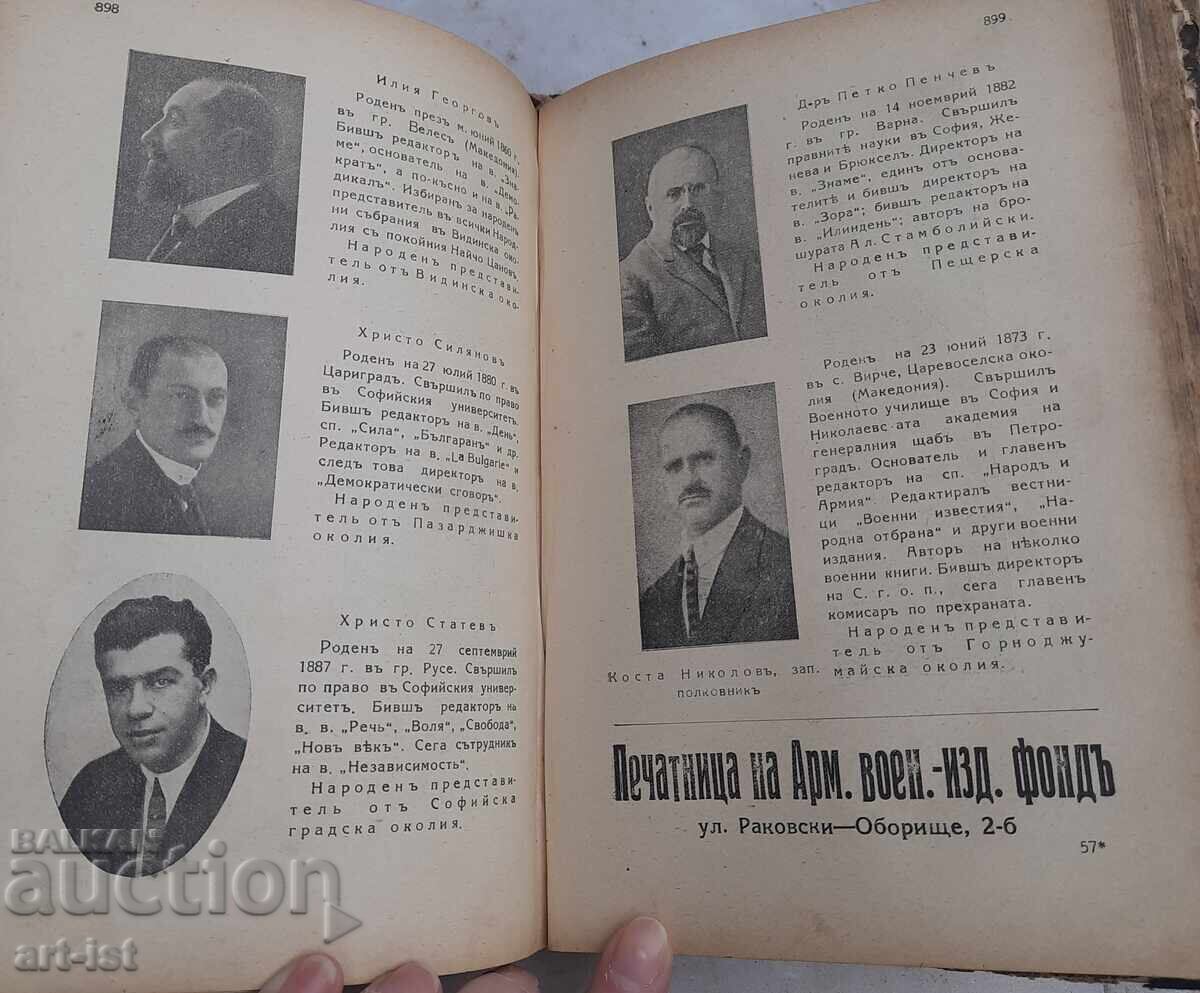 898
Илия Георговъ
Роденъ презъ м. юний 1860 г.
въ гр. Велесъ (Македония).
Бившъ редакторъ на в. „Зна-
ме“, основатель на в. „Демо-
кратъ“, а по-късно и на в. „Ра-
дикалъ“. Избиранъ за народенъ
представитель въ всички Народ-
ни събрания въ Видинска око-
лия съ покойния Найчо Цановъ.
Народенъ представи-
тель отъ Видинска око-
лия.
Христо Силяновъ
Роденъ на 27 юлий 1880 г. въ
Цариградъ. Свършилъ по право
въ Софийския университетъ.
Бившъ редакторъ на в. „День“,
сп. „Сила“, „Българанъ“ и др.
Редакторъ на в. „La Bulgarie“ и
следъ това директоръ на в.
„Демократически сговоръ“.
Народенъ представи-
тель отъ Пазарджишка
околия.
Христо Статевъ
Роденъ на 27 септемврий
1887 г. въ гр. Русе. Свършилъ
по право въ Софийския универ-
ситетъ. Бившъ редакторъ на
в. в. „Речь“, „Воля“, „Свобода“,
„Новъ вѣкъ“. Сега сътрудникъ
на в. „Независимость“.
Народенъ представи-
тель отъ Софийска
градска околия.
899
Д-ръ Петко Пенчевъ
Роденъ на 14 ноемврий 1882
г. въ гр. Варна. Свършилъ
правнитѣ науки въ София, Же-
нева и Брюкселъ. Директоръ на
в. „Знаме“, единъ отъ основа-
телитѣ и бившъ директоръ на
в. „Зора“; бившъ редакторъ на
в. „Илиндень“; авторъ на бро-
шурата Ал. Стамболийски.
Народенъ представи-
тель отъ Пещерска
околия.
Роденъ на 23 юний 1873 г.
въ с. Вирче, Царевоселска око-
лия (Македония). Свършилъ
Военното училище въ София и
Николаевс ата академия на
генералния щабъ въ Петро-
градъ. Основатель и главенъ
редакторъ на сп. „Народъ и
Армия“. Редактиралъ вестни-
ци „Военни известия“, „На-
родна отбрана“ и други военни
издания. Авторъ на нѣколко
военни книги. Бившъ директоръ
на С. г. о. п., сега главенъ
комисаръ по прехраната.
Народенъ представи-
тель отъ Горноджу-
майска околия.
Коста Николовъ, зап.
полковникъ
Печатница на Арм. воен.-изд. фондъ
ул. Раковски—Оборище, 2-б
57*
BALKAN
auction
art-ist